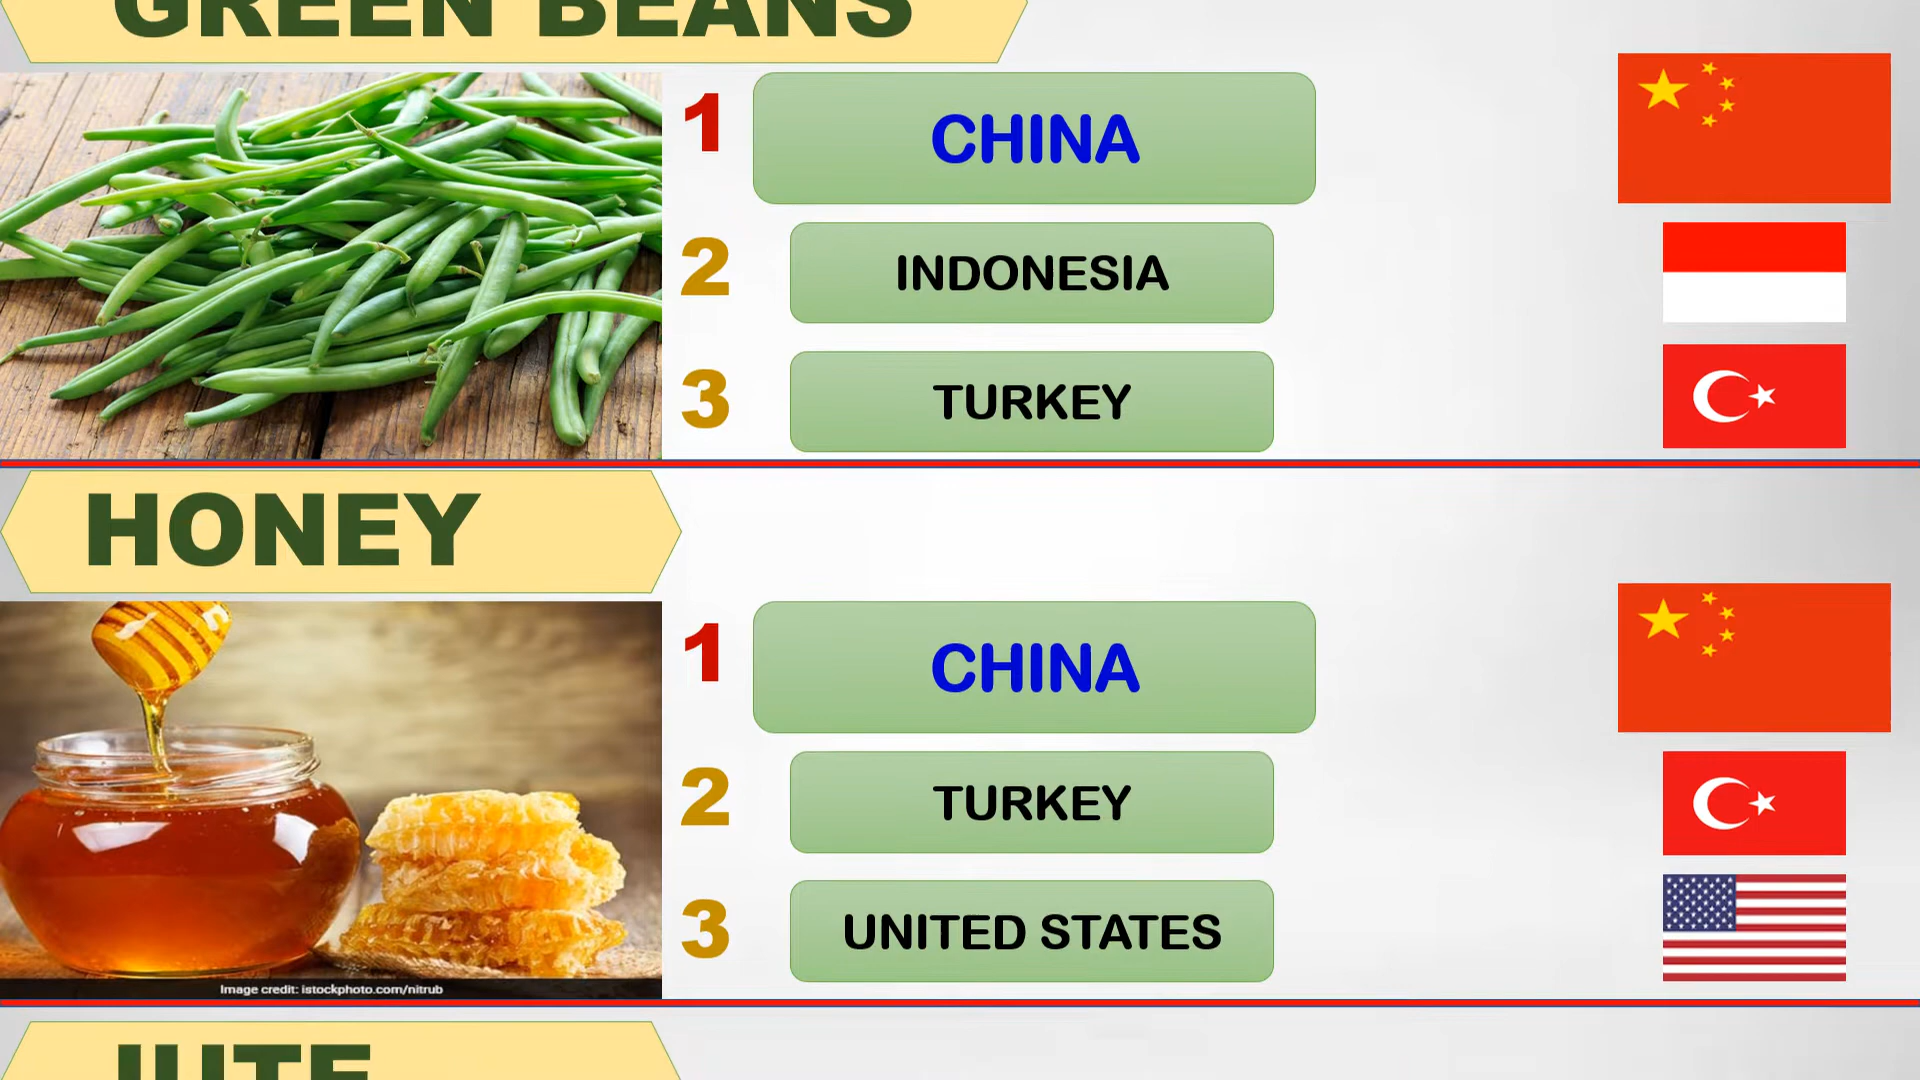 GREEN BEANS
1
CHINA
2
INDONESIA
3
TURKEY
HONEY
1
CHINA
2
TURKEY
3
UNITED STATES
Image credit: istockphoto.com/nitrub
JUTE